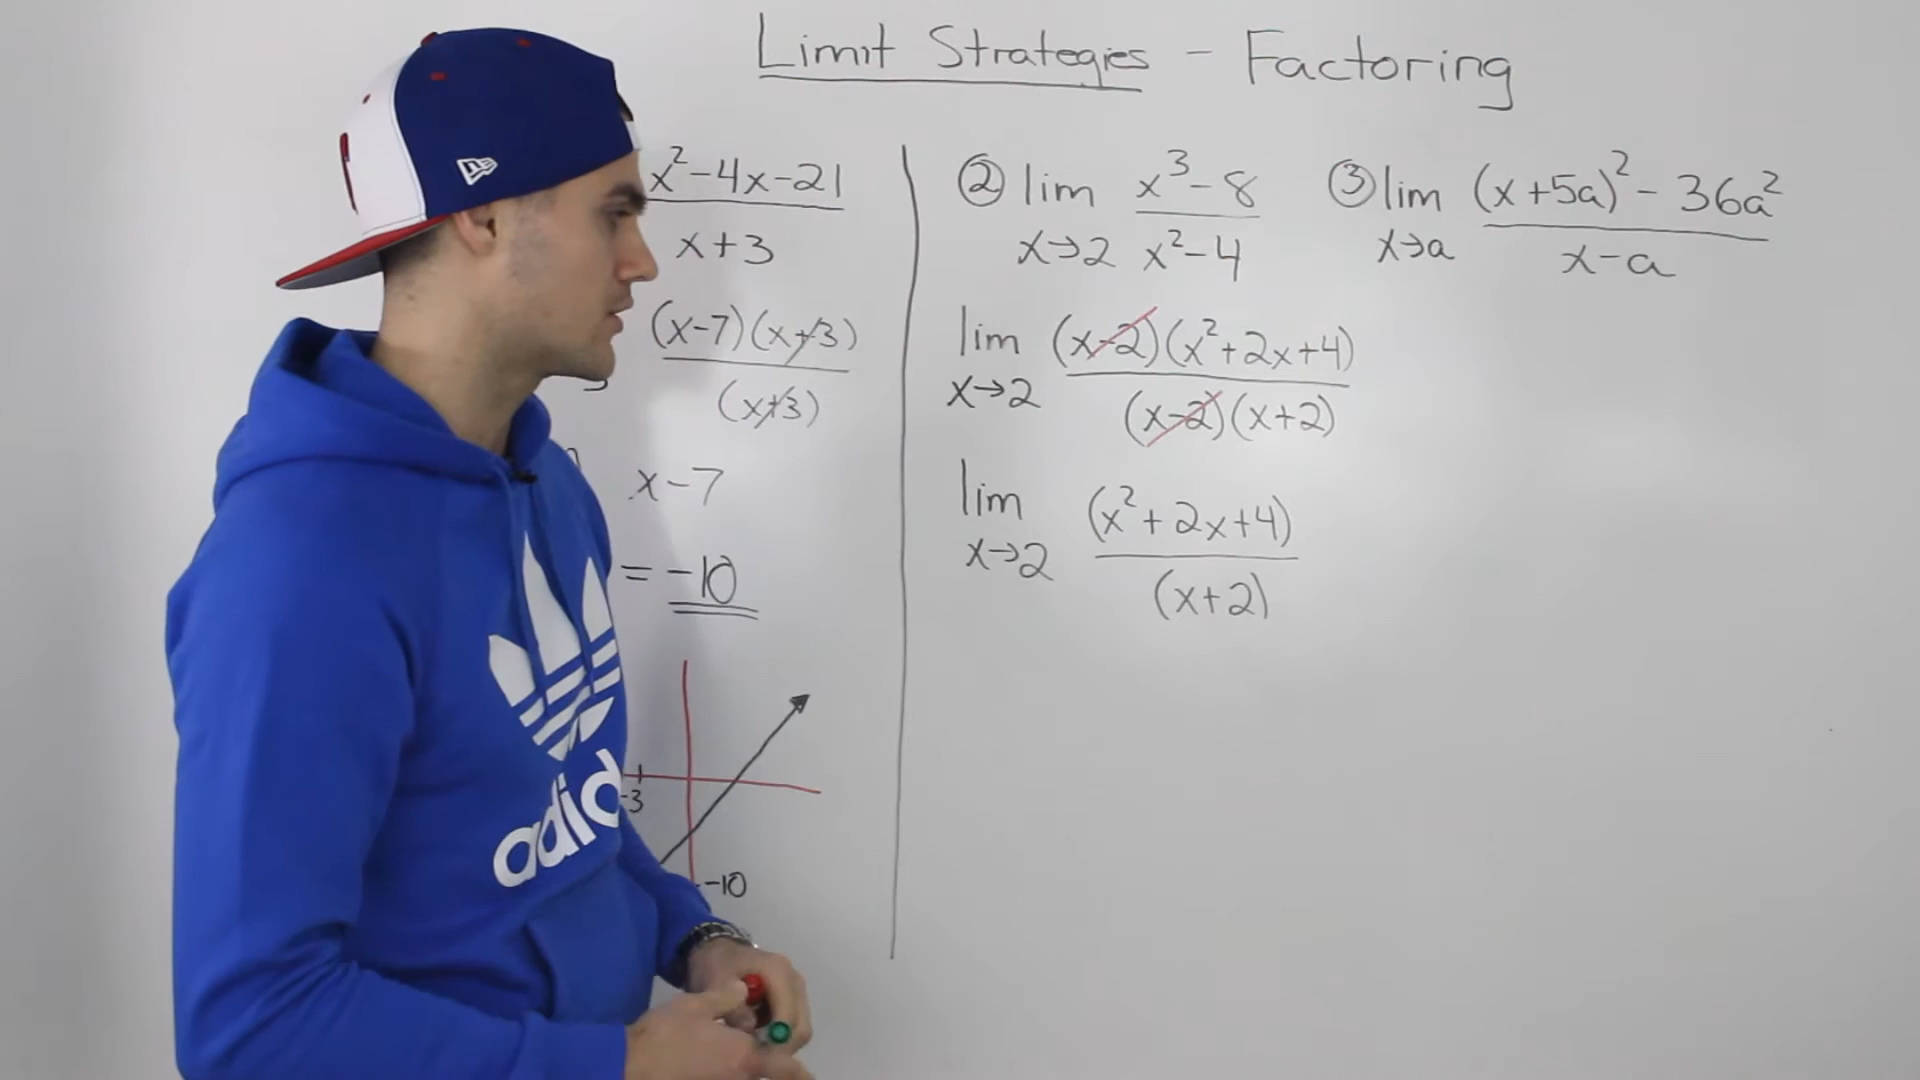 Limit Strategies - Factoring
x²-4x-21
x+3
(x-7)(x+3)
(x+3)
x-7
= -10
-3
-10
② lim x³-8
x→2 x²-4
lim (x-2)(x²+2x+4)
x→2 (x-2)(x+2)
lim (x²+2x+4)
x→2 (x+2)
③ lim (x+5a)²- 36a²
x→a x-a
adid